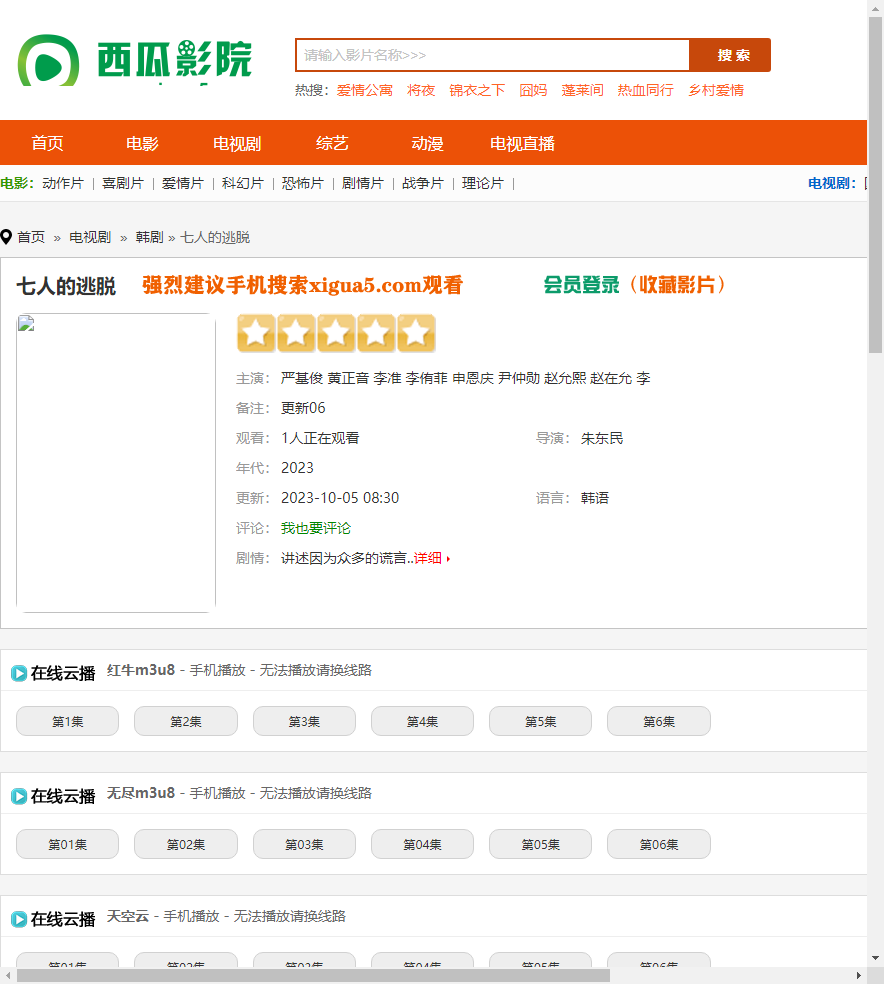 西瓜影院
请输入影片名称>>>
搜 索
热搜：爱情公寓 将夜 锦衣之下 囧妈 蓬莱间 热血同行 乡村爱情
首页 电影 电视剧 综艺 动漫 电视直播
电影：动作片 | 喜剧片 | 爱情片 | 科幻片 | 恐怖片 | 剧情片 | 战争片 | 理论片 |
电视剧：
首页 » 电视剧 » 韩剧 » 七人的逃脱
七人的逃脱 强烈建议手机搜索xigua5.com观看 会员登录（收藏影片）
主演： 严基俊 黄正音 李准 李侑菲 申恩庆 尹仲勋 赵允熙 赵在允 李
备注： 更新06
观看： 1人正在观看 导演： 朱东民
年代： 2023
更新： 2023-10-05 08:30 语言： 韩语
评论： 我也要评论
剧情： 讲述因为众多的谎言..详细
在线云播 红牛m3u8 - 手机播放 - 无法播放请换线路
第1集 第2集 第3集 第4集 第5集 第6集
在线云播 无尽m3u8 - 手机播放 - 无法播放请换线路
第01集 第02集 第03集 第04集 第05集 第06集
在线云播 天空云 - 手机播放 - 无法播放请换线路
第01集 第02集 第03集 第04集 第05集 第06集